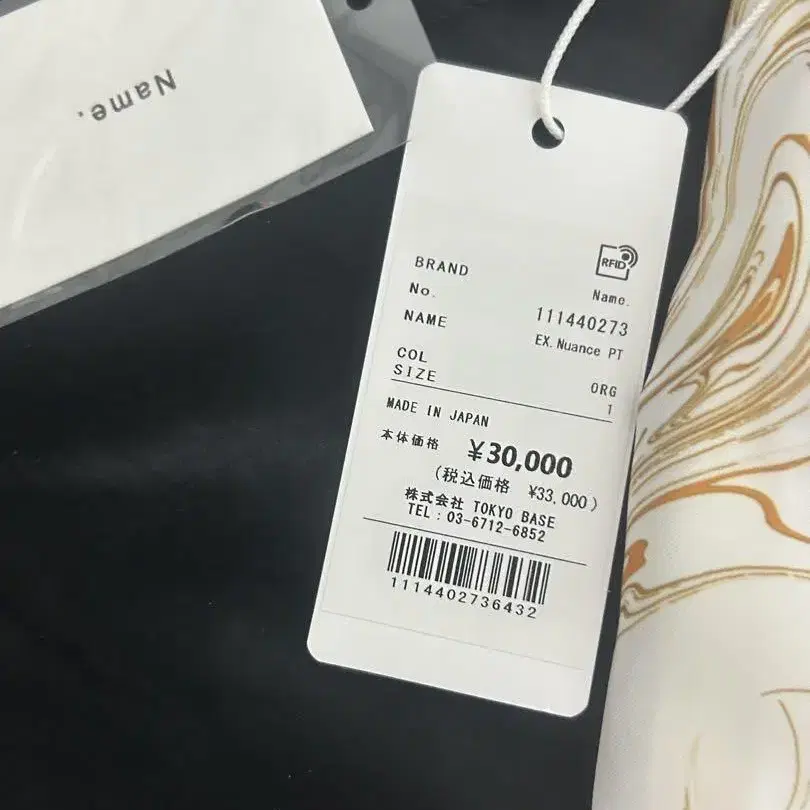 Name.
RFID
BRAND Name.
No. 111440273
NAME EX.Nuance PT
COL ORG
SIZE 1
MADE IN JAPAN
本体価格 ¥30,000
(税込価格 ¥33,000)
株式会社 TOKYO BASE
TEL:03-6712-6852
1114402736432